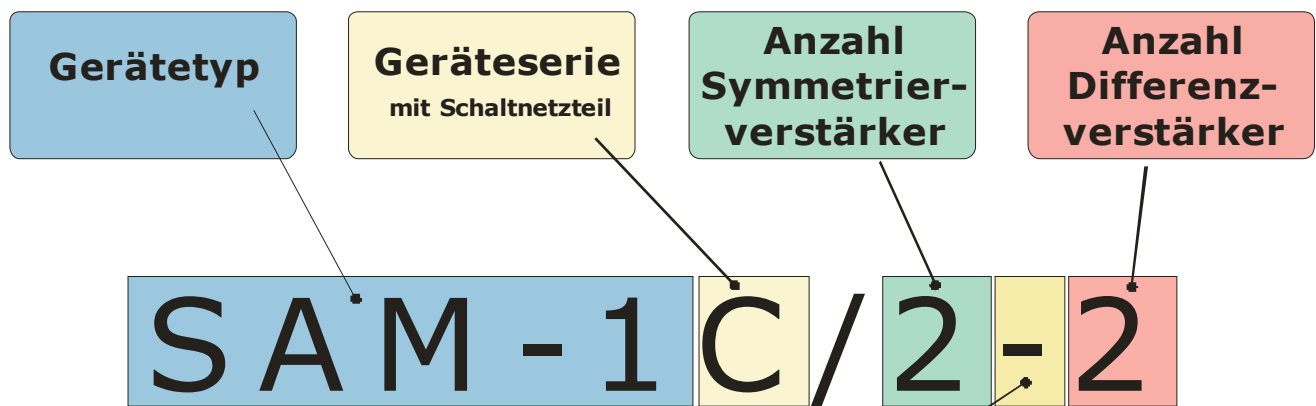 Gerätetyp
Geräteserie
mit Schaltnetzteil
Anzahl
Symmetrier-
verstärker
Anzahl
Differenz-
verstärker
SAM-1C/2-2